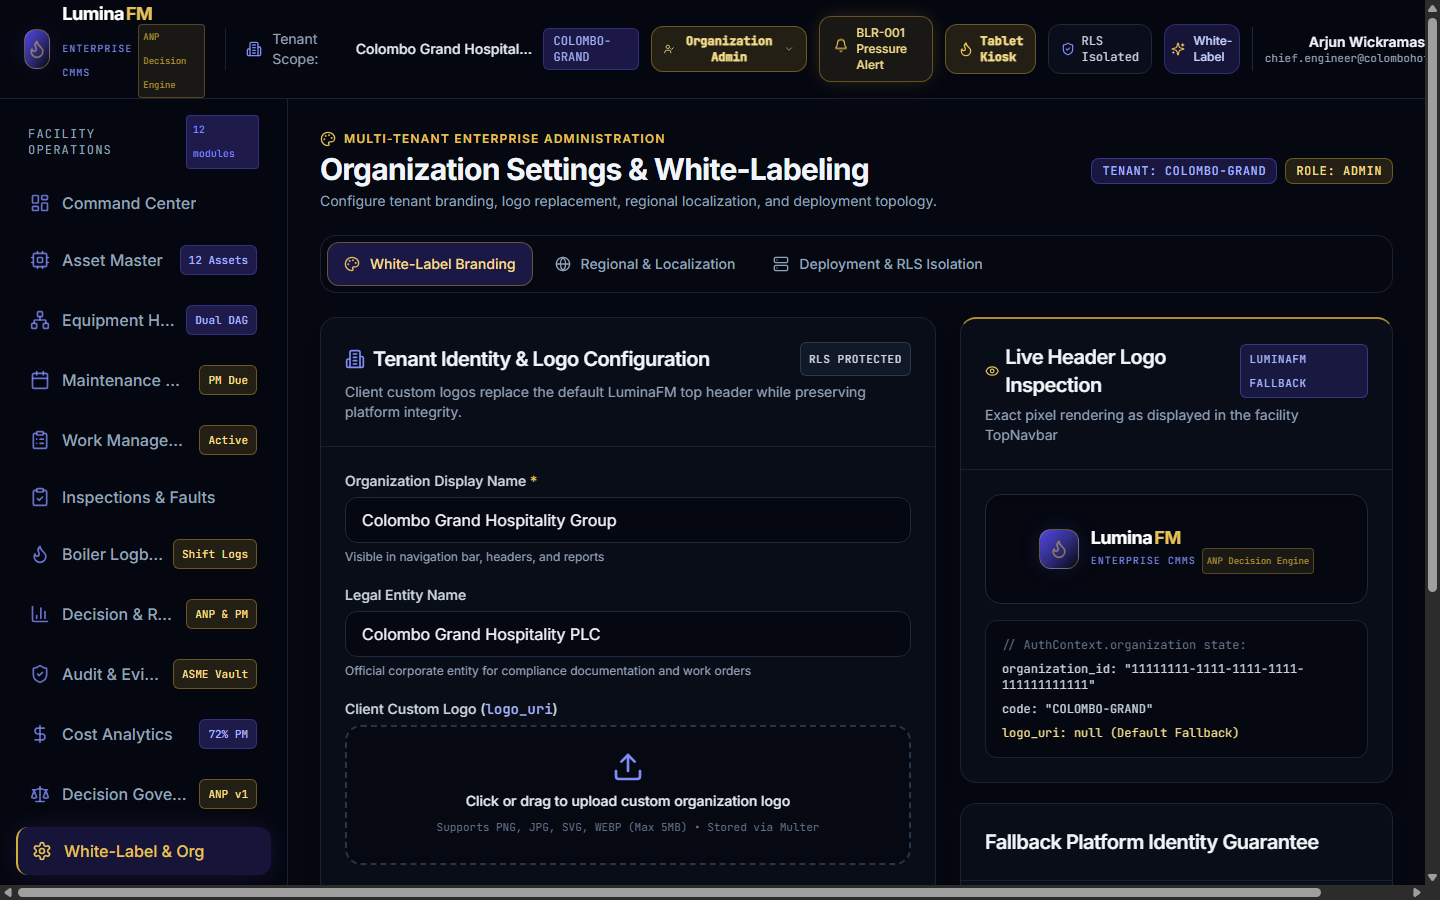 LuminaFM
ENTERPRISE
CMMS
ANP
Decision
Engine
Tenant
Scope:
Colombo Grand Hospital...
COLOMBO-
GRAND
Organization
Admin
BLR-001
Pressure
Alert
Tablet
Kiosk
RLS
Isolated
White-
Label
Arjun Wickramas
chief.engineer@colomboho
FACILITY
OPERATIONS
12
modules
Command Center
Asset Master
12 Assets
Equipment H...
Dual DAG
Maintenance ...
PM Due
Work Manage...
Active
Inspections & Faults
Boiler Logb...
Shift Logs
Decision & R...
ANP & PM
Audit & Evi...
ASME Vault
Cost Analytics
72% PM
Decision Gove...
ANP v1
White-Label & Org
MULTI-TENANT ENTERPRISE ADMINISTRATION
Organization Settings & White-Labeling
Configure tenant branding, logo replacement, regional localization, and deployment topology.
TENANT: COLOMBO-GRAND
ROLE: ADMIN
White-Label Branding
Regional & Localization
Deployment & RLS Isolation
Tenant Identity & Logo Configuration
RLS PROTECTED
Client custom logos replace the default LuminaFM top header while preserving
platform integrity.
Organization Display Name *
Colombo Grand Hospitality Group
Visible in navigation bar, headers, and reports
Legal Entity Name
Colombo Grand Hospitality PLC
Official corporate entity for compliance documentation and work orders
Client Custom Logo (logo_uri)
Click or drag to upload custom organization logo
Supports PNG, JPG, SVG, WEBP (Max 5MB) • Stored via Multer
Live Header Logo
Inspection
LUMINAFM
FALLBACK
Exact pixel rendering as displayed in the facility
TopNavbar
LuminaFM
ENTERPRISE CMMS
ANP Decision Engine
// AuthContext.organization state:
organization_id: "11111111-1111-1111-1111-
111111111111"
code: "COLOMBO-GRAND"
logo_uri: null (Default Fallback)
Fallback Platform Identity Guarantee